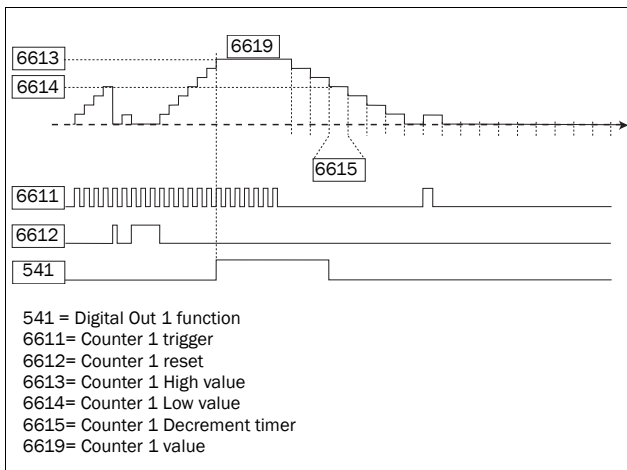 6613
6619
6614
6615
6611
6612
541
541 = Digital Out 1 function
6611= Counter 1 trigger
6612= Counter 1 reset
6613= Counter 1 High value
6614= Counter 1 Low value
6615= Counter 1 Decrement timer
6619= Counter 1 value